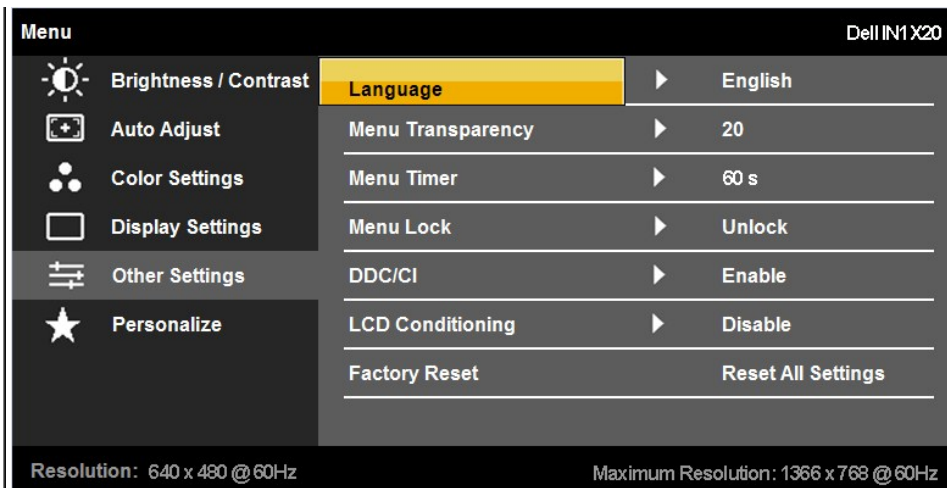 Menu Dell IN1X20
Brightness / Contrast Language English
Auto Adjust Menu Transparency 20
Color Settings Menu Timer 60 s
Display Settings Menu Lock Unlock
Other Settings DDC/CI Enable
Personalize LCD Conditioning Disable
Factory Reset Reset All Settings
Resolution: 640 x 480 @ 60Hz Maximum Resolution: 1366 x 768 @ 60Hz